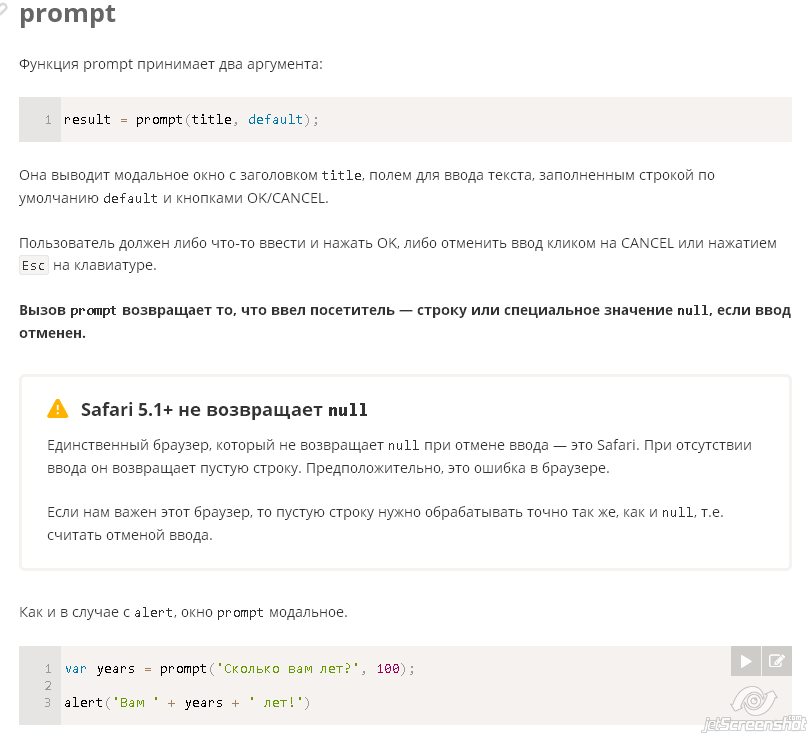 prompt
Функция prompt принимает два аргумента:
1 result = prompt(title, default);
Она выводит модальное окно с заголовком title, полем для ввода текста, заполненным строкой по
умолчанию default и кнопками OK/CANCEL.
Пользователь должен либо что-то ввести и нажать OK, либо отменить ввод кликом на CANCEL или нажатием
Esc на клавиатуре.
Вызов prompt возвращает то, что ввел посетитель — строку или специальное значение null, если ввод
отменен.
Safari 5.1+ не возвращает null
Единственный браузер, который не возвращает null при отмене ввода — это Safari. При отсутствии
ввода он возвращает пустую строку. Предположительно, это ошибка в браузере.
Если нам важен этот браузер, то пустую строку нужно обрабатывать точно так же, как и null, т.е.
считать отменой ввода.
Как и в случае с alert, окно prompt модальное.
1 var years = prompt('Сколько вам лет?', 100);
2
3 alert('Вам ' + years + ' лет!')
jetScreenshot.com